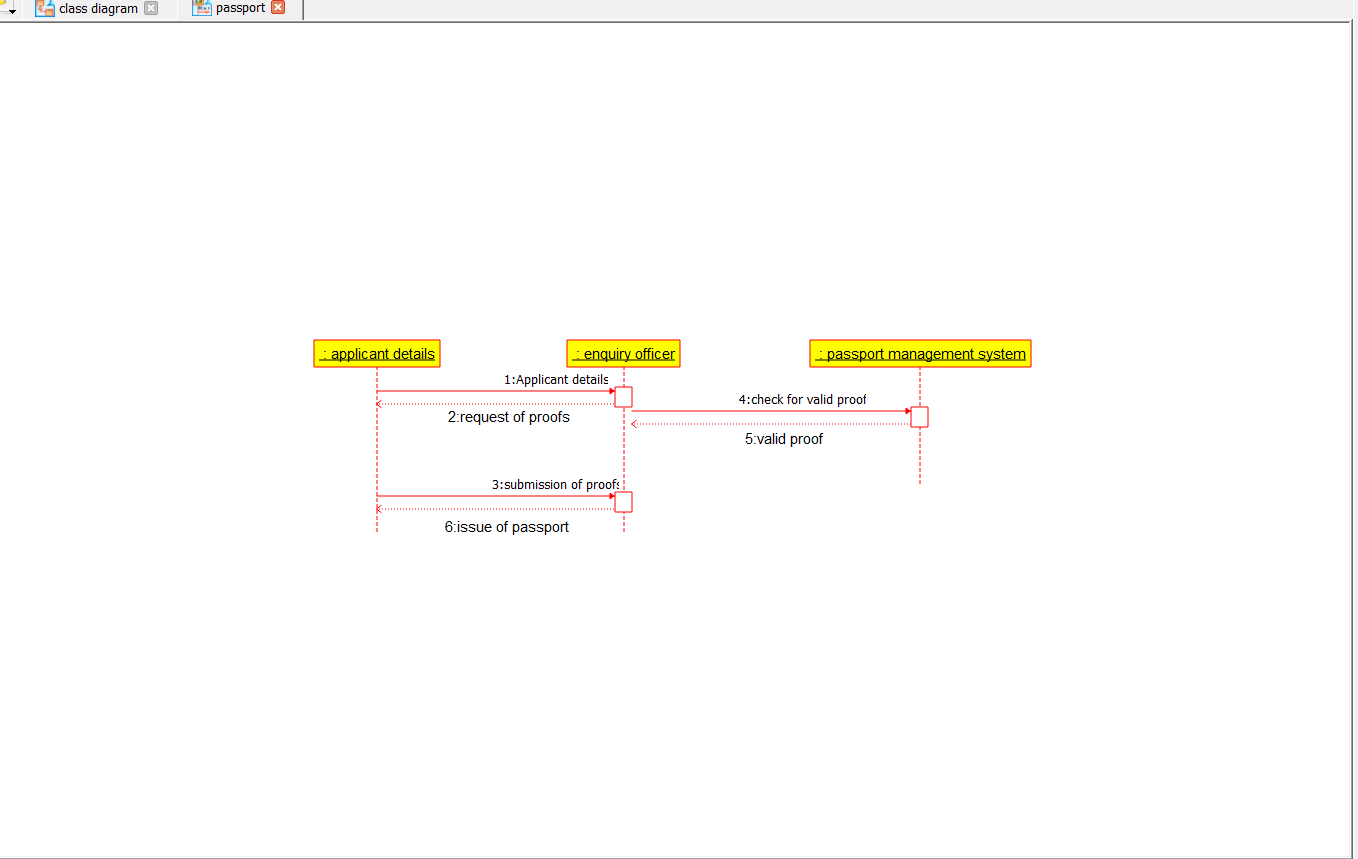 class diagram
passport
: applicant details
: enquiry officer
: passport management system
1:Applicant details
2:request of proofs
4:check for valid proof
5:valid proof
3:submission of proofs
6:issue of passport